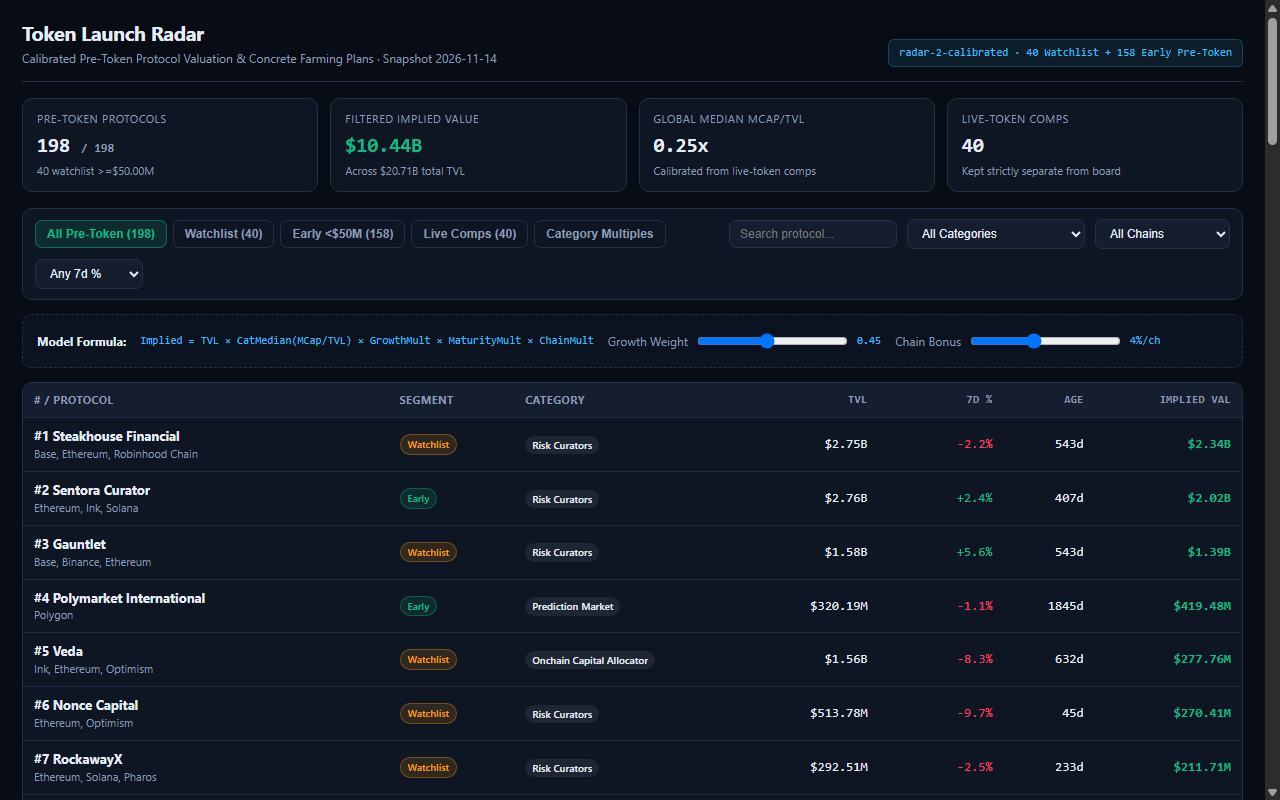 Token Launch Radar
Calibrated Pre-Token Protocol Valuation & Concrete Farming Plans · Snapshot 2026-11-14
radar-2-calibrated · 40 Watchlist + 158 Early Pre-Token
PRE-TOKEN PROTOCOLS
198 / 198
40 watchlist >=$50.00M
FILTERED IMPLIED VALUE
$10.44B
Across $20.71B total TVL
GLOBAL MEDIAN MCAP/TVL
0.25x
Calibrated from live-token comps
LIVE-TOKEN COMPS
40
Kept strictly separate from board
All Pre-Token (198) Watchlist (40) Early <$50M (158) Live Comps (40) Category Multiples Search protocol... All Categories All Chains
Any 7d %
Model Formula: Implied = TVL × CatMedian(MCap/TVL) × GrowthMult × MaturityMult × ChainMult Growth Weight 0.45 Chain Bonus 4%/ch
# / PROTOCOL SEGMENT CATEGORY TVL 7D % AGE IMPLIED VAL
#1 Steakhouse Financial Watchlist Risk Curators $2.75B -2.2% 543d $2.34B
Base, Ethereum, Robinhood Chain
#2 Sentora Curator Early Risk Curators $2.76B +2.4% 407d $2.02B
Ethereum, Ink, Solana
#3 Gauntlet Watchlist Risk Curators $1.58B +5.6% 543d $1.39B
Base, Binance, Ethereum
#4 Polymarket International Early Prediction Market $320.19M -1.1% 1845d $419.48M
Polygon
#5 Veda Watchlist Onchain Capital Allocator $1.56B -8.3% 632d $277.76M
Ink, Ethereum, Optimism
#6 Nonce Capital Watchlist Risk Curators $513.78M -9.7% 45d $270.41M
Ethereum, Optimism
#7 RockawayX Watchlist Risk Curators $292.51M -2.5% 233d $211.71M
Ethereum, Solana, Pharos